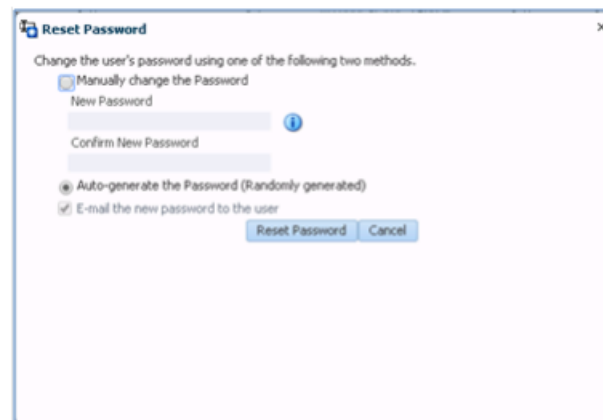 Reset Password
Change the user's password using one of the following two methods.
Manually change the Password
New Password
Confirm New Password
Auto-generate the Password (Randomly generated)
E-mail the new password to the user
Reset Password Cancel